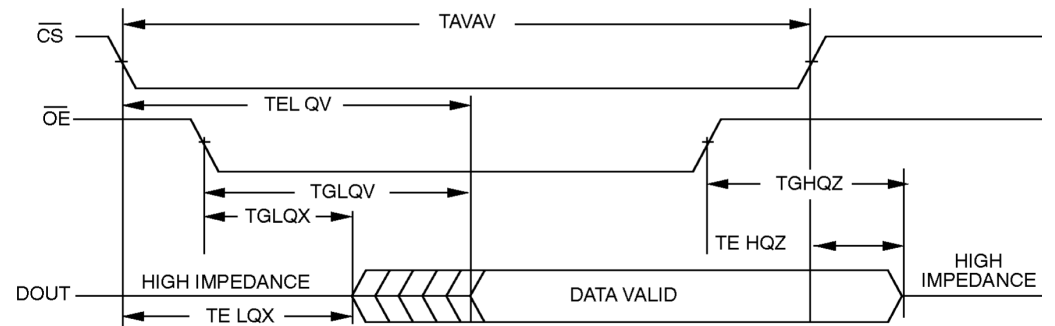 TAVAV
CS
TEL QV
OE
TGLQV
TGHQZ
TGLQX
TE HQZ
HIGH IMPEDANCE
HIGH
IMPEDANCE
DOUT
DATA VALID
TE LQX